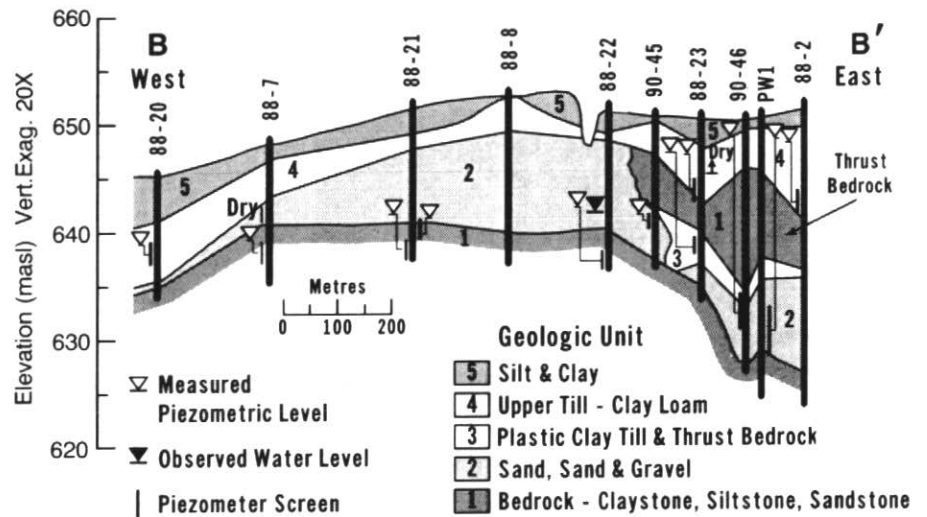 660
650
640
630
620
Elevation (masl) Vert.Exag. 20X
B
West
B'
East
88-20
88-7
88-21
88-8
88-22
90-45
88-23
90-46
PW1
88-2
5
4
2
1
5
Dry
3
1
5
Dry
4
2
Thrust
Bedrock
Metres
0 100 200
Measured
Piezometric Level
Observed Water Level
Piezometer Screen
Geologic Unit
5 Silt & Clay
4 Upper Till - Clay Loam
3 Plastic Clay Till & Thrust Bedrock
2 Sand, Sand & Gravel
1 Bedrock - Claystone, Siltstone, Sandstone